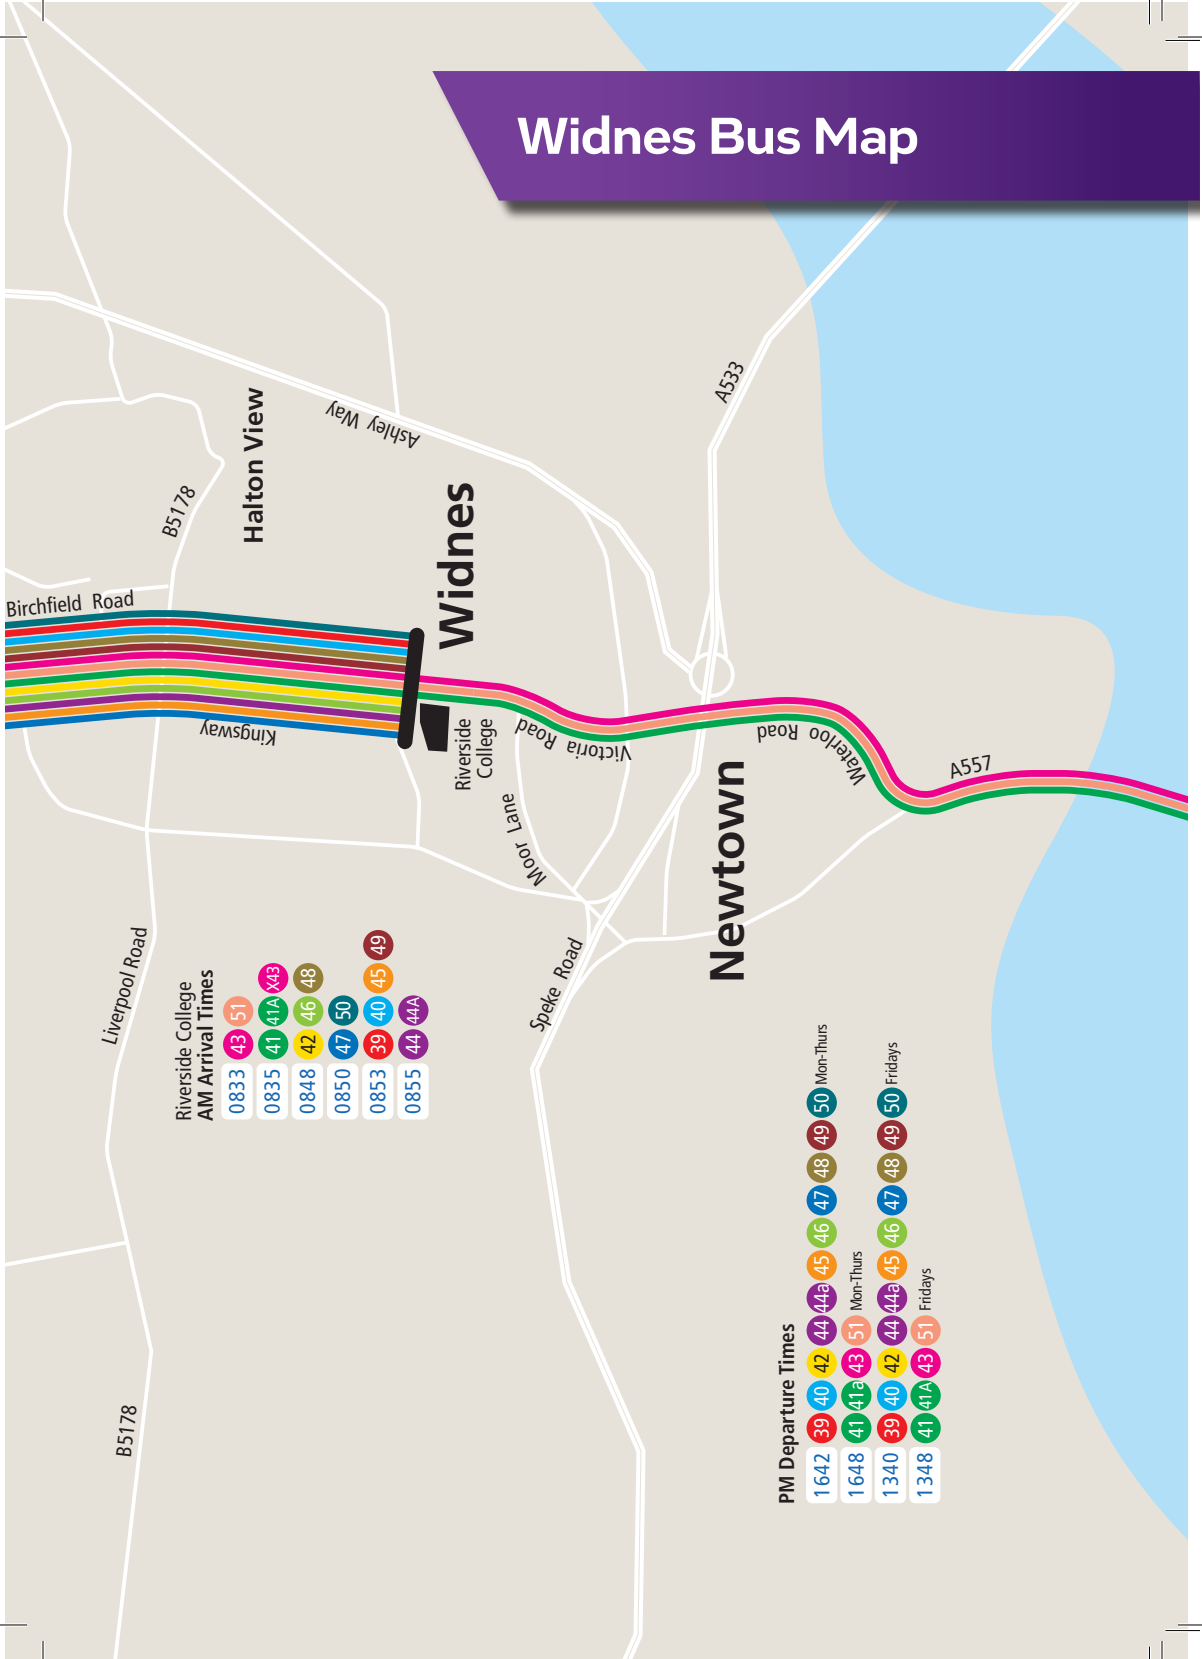 Widnes Bus Map
A533
Halton View
Ashley Way
B5178
Widnes
Birchfield Road
Kingsway
Riverside
College
Victoria Road
Waterloo Road
A557
Moor Lane
Newtown
Liverpool Road
Speke Road
B5178
Riverside College
AM Arrival Times
0833 43 51
0835 41 41A X43
0848 42 46 48
0850 47 50
0853 39 40 45 49
0855 44 44A
PM Departure Times
1642 39 40 42 44 44a 45 46 47 48 49 50 Mon-Thurs
1648 41 41a 43 51 Mon-Thurs
1340 39 40 42 44 44a 45 46 47 48 49 50 Fridays
1348 41 41A 43 51 Fridays